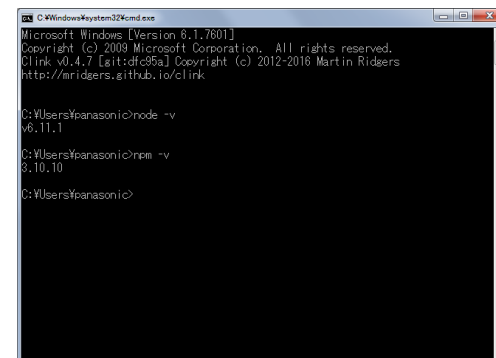 C:¥Windows¥system32¥cmd.exe
Microsoft Windows [Version 6.1.7601]
Copyright (c) 2009 Microsoft Corporation.  All rights reserved.
Clink v0.4.7 [git:dfc95a] Copyright (c) 2012-2016 Martin Ridgers
http://mridgers.github.io/clink
C:¥Users¥panasonic>node -v
v6.11.1
C:¥Users¥panasonic>npm -v
3.10.10
C:¥Users¥panasonic>